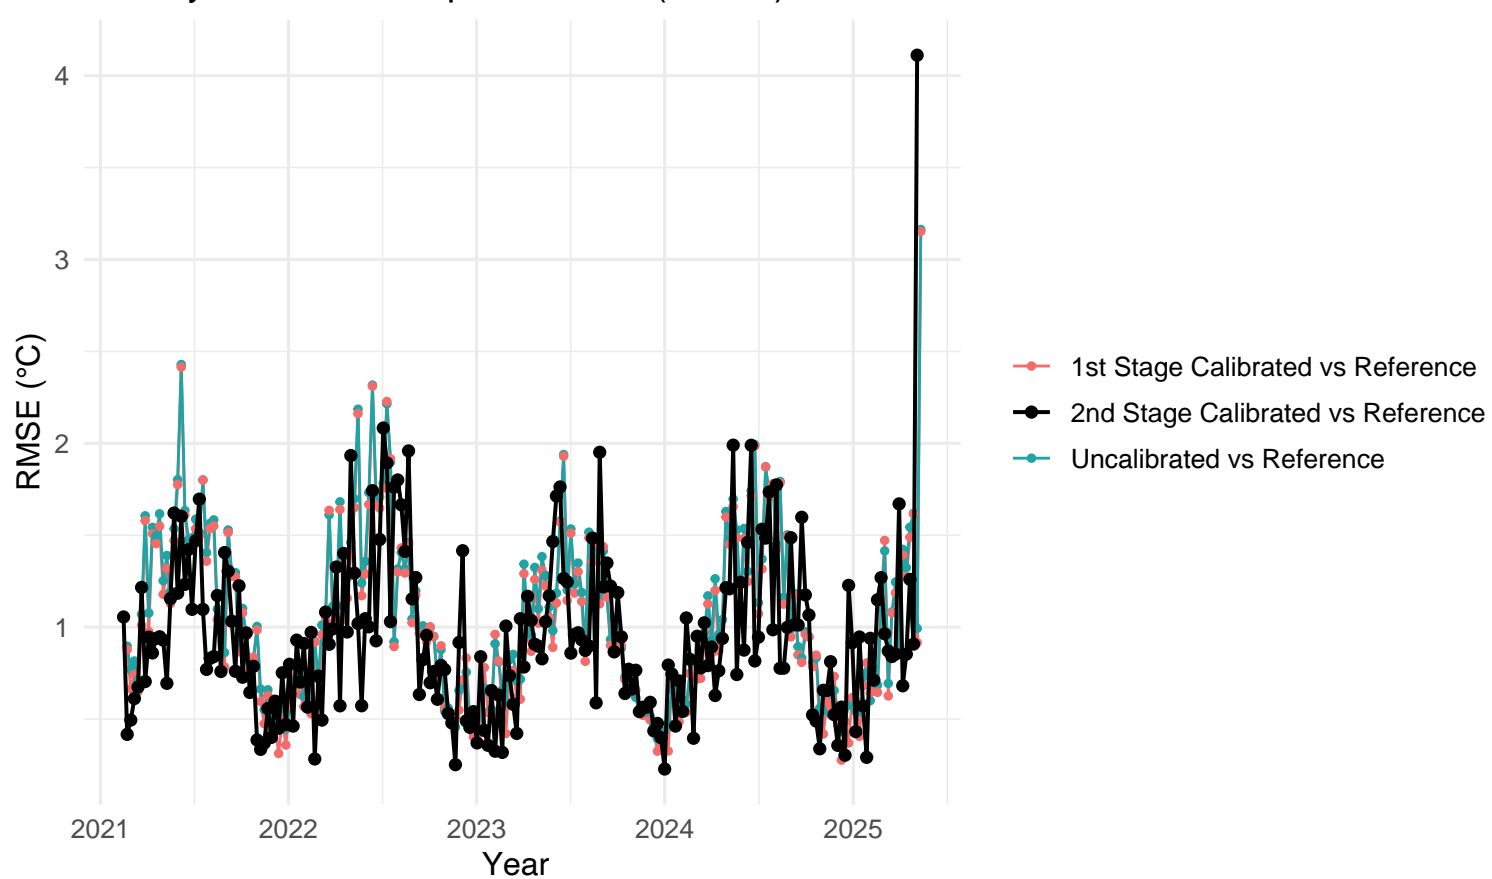 4
3
2
1
RMSE (°C)
2021 2022 2023 2024 2025
Year
1st Stage Calibrated vs Reference
2nd Stage Calibrated vs Reference
Uncalibrated vs Reference